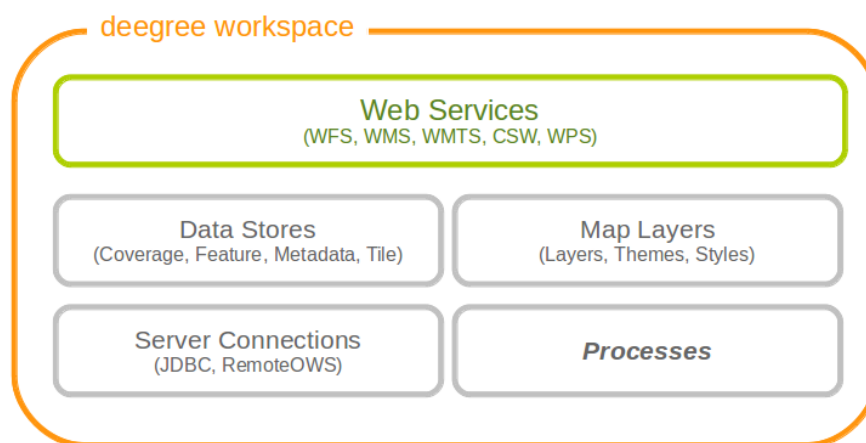 deegree workspace
Web Services
(WFS, WMS, WMTS, CSW, WPS)
Data Stores
(Coverage, Feature, Metadata, Tile)
Map Layers
(Layers, Themes, Styles)
Server Connections
(JDBC, RemoteOWS)
Processes